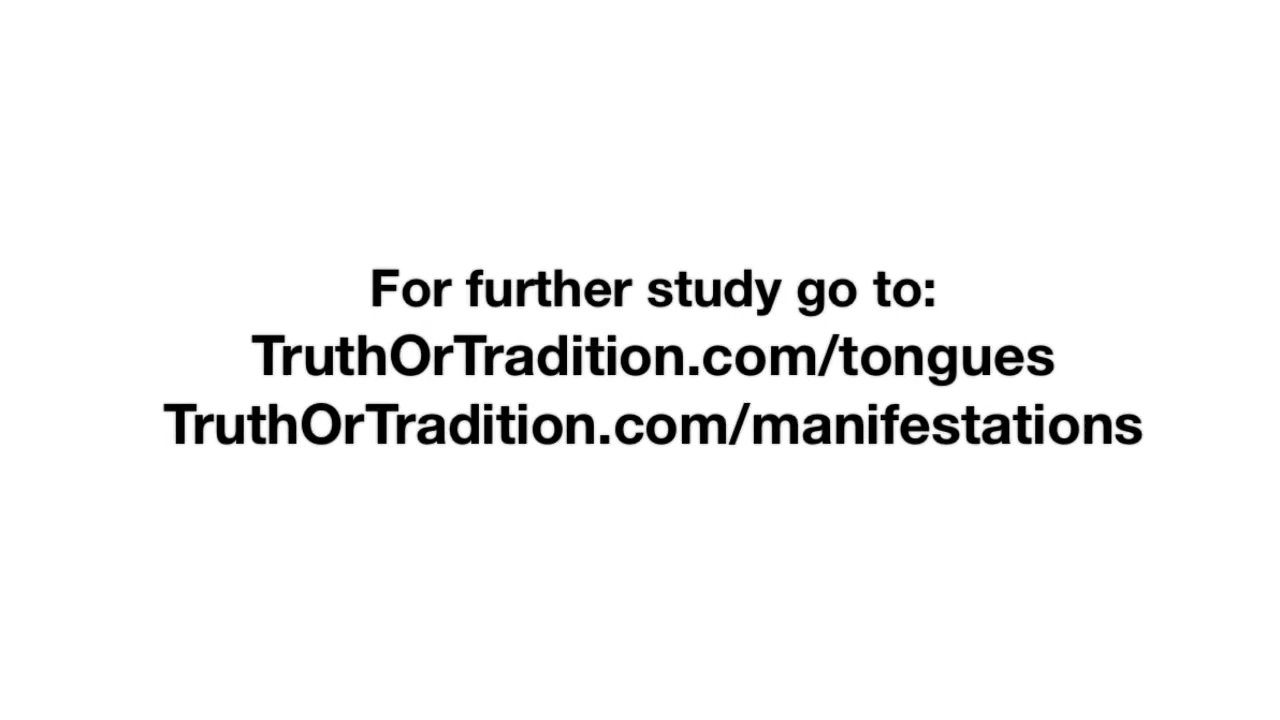 For further study go to:
TruthOrTradition.com/tongues
TruthOrTradition.com/manifestations